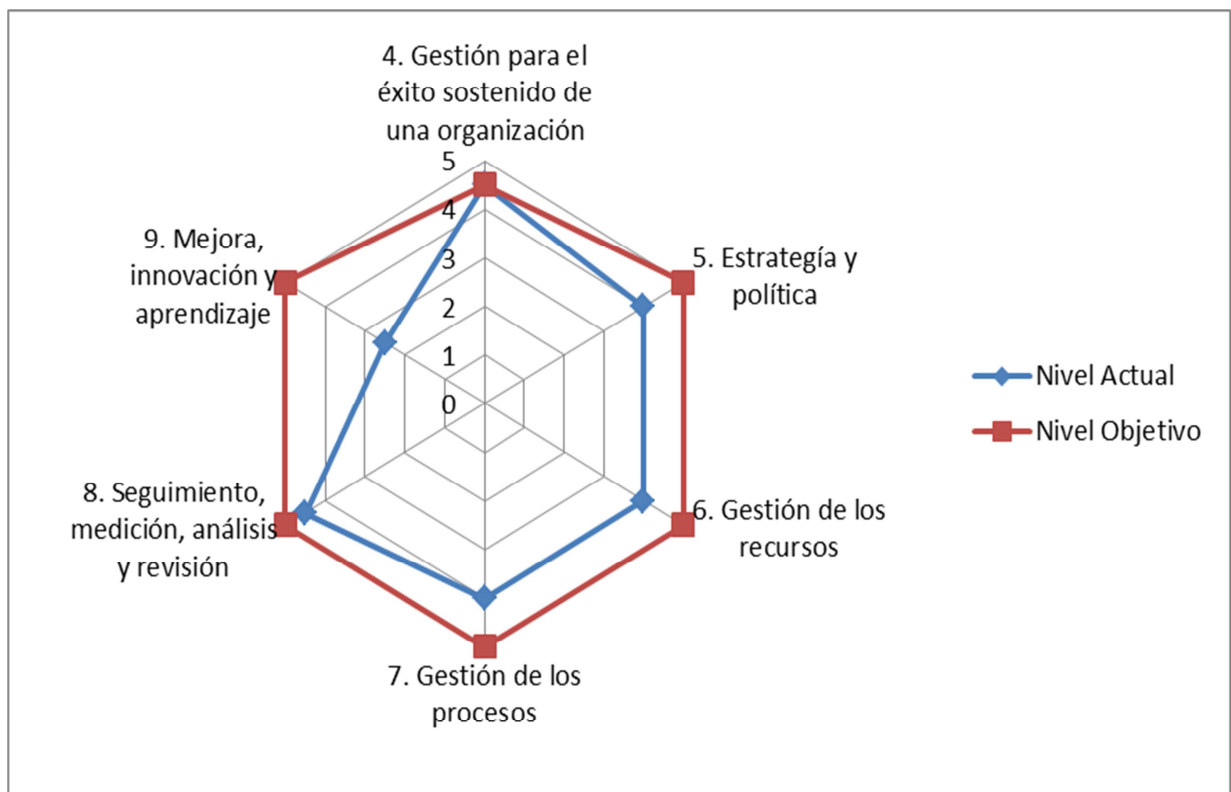 4. Gestión para el
éxito sostenido de
una organización
5
4
3
2
1
0
9. Mejora,
innovación y
aprendizaje
5. Estrategía y
política
8. Seguimiento,
medición, análisis
y revisión
6. Gestión de los
recursos
7. Gestión de los
procesos
Nivel Actual
Nivel Objetivo